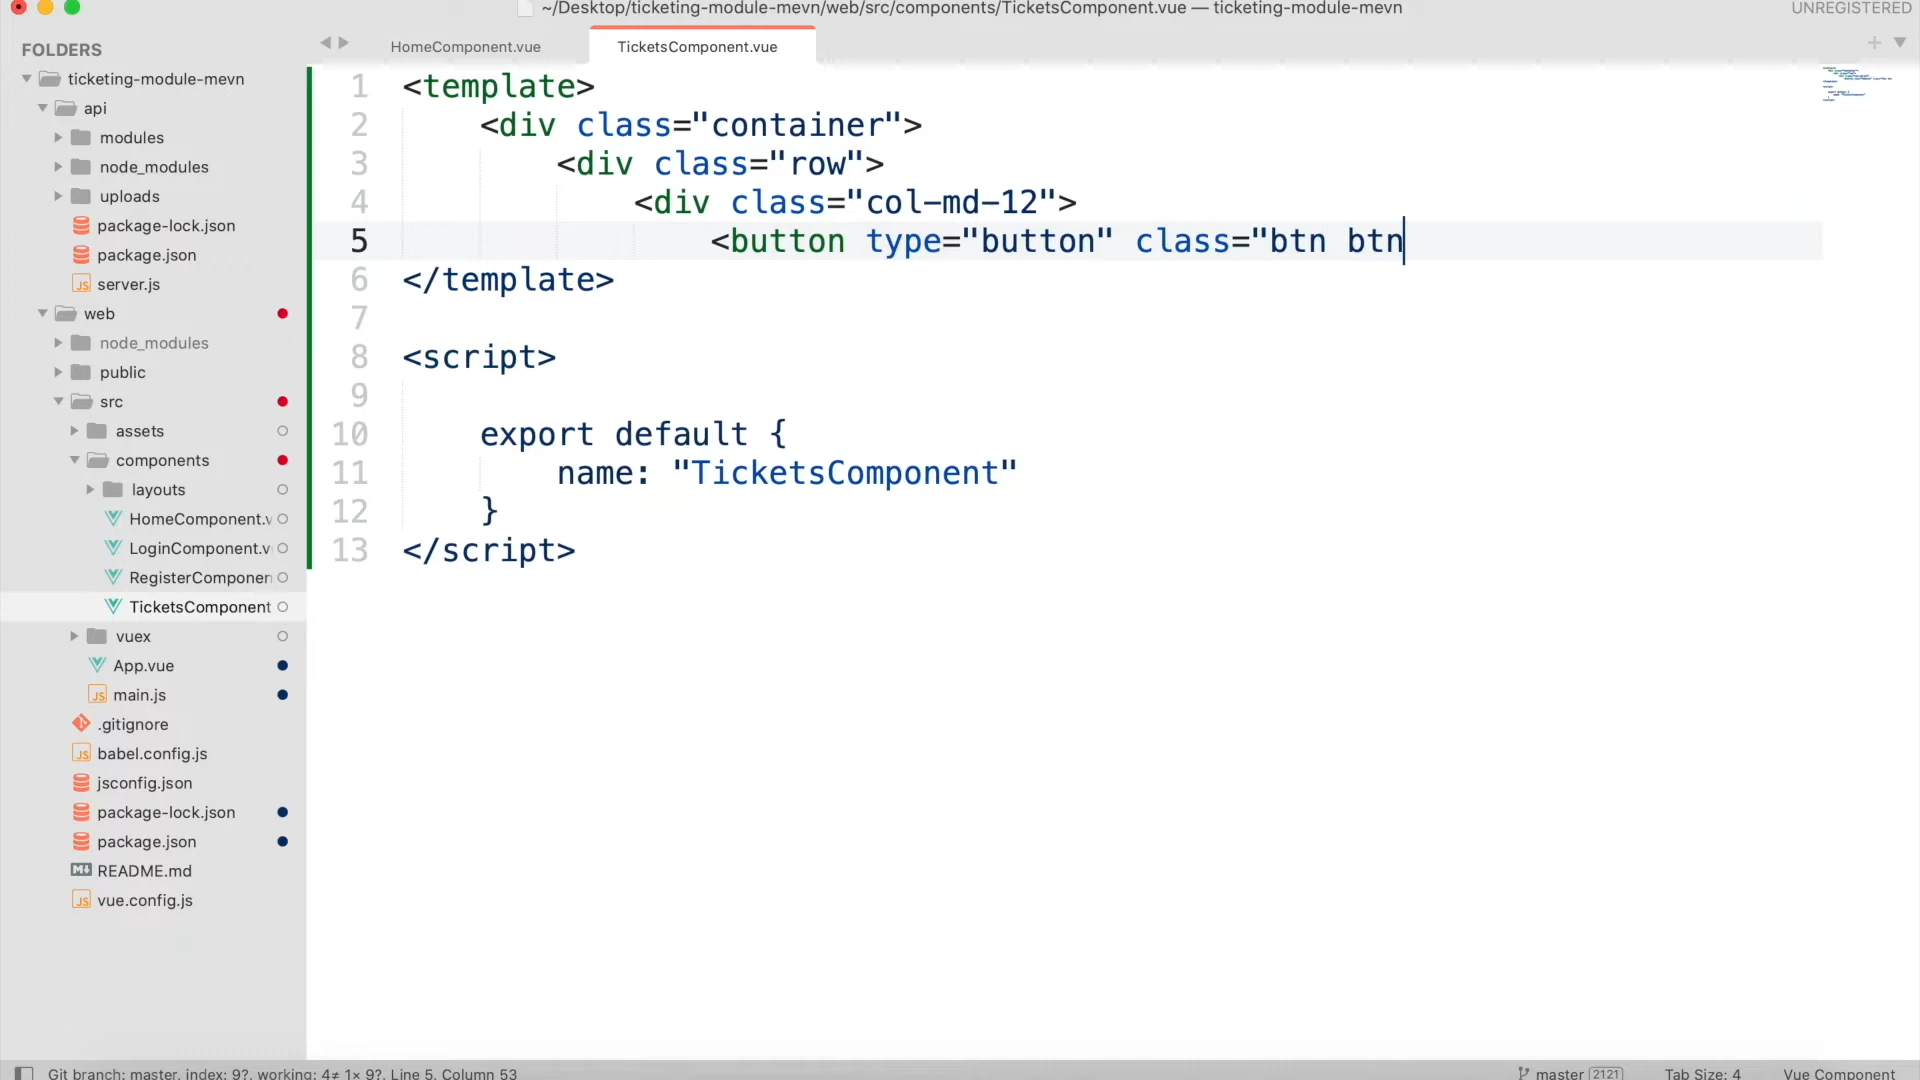 ~/Desktop/ticketing-module-mevn/web/src/components/TicketsComponent.vue — ticketing-module-mevn
UNREGISTERED
FOLDERS
ticketing-module-mevn
api
modules
node_modules
uploads
package-lock.json
package.json
server.js
web
node_modules
public
src
assets
components
layouts
HomeComponent.v
LoginComponent.v
RegisterComponen
TicketsComponent
vuex
App.vue
JS main.js
.gitignore
JS babel.config.js
jsconfig.json
package-lock.json
package.json
README.md
JS vue.config.js
HomeComponent.vue
TicketsComponent.vue
1 <template>
2 <div class="container">
3 <div class="row">
4 <div class="col-md-12">
5 <button type="button" class="btn btn
6 </template>
7
8 <script>
9
10 export default {
11 name: "TicketsComponent"
12 }
13 </script>
Git branch: master, index: 9?, working: 4≠ 1× 9?, Line 5, Column 53
master 2121
Tab Size: 4
Vue Component